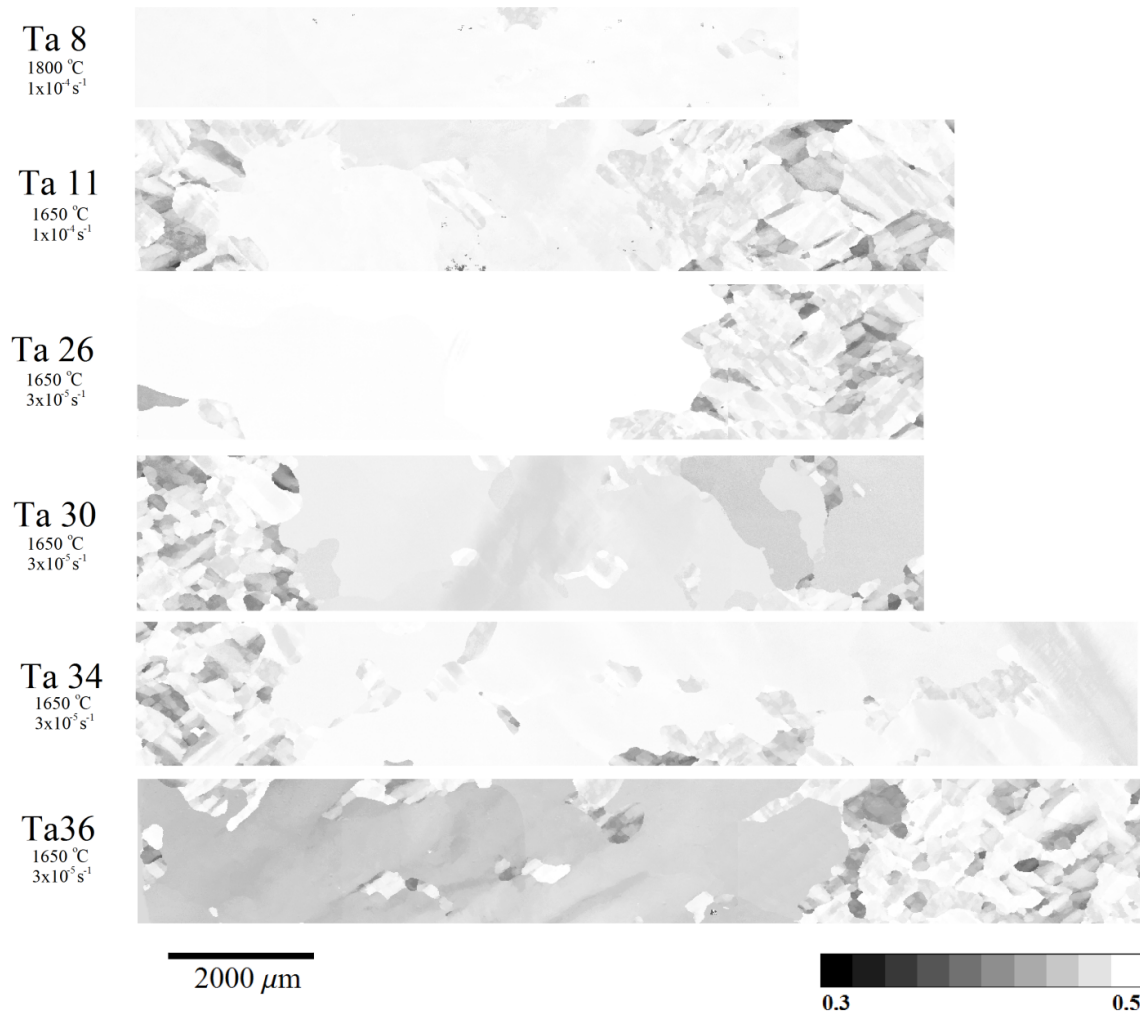 Ta 8
1800 °C
1x10⁻⁴s⁻¹
Ta 11
1650 °C
1x10⁻⁴s⁻¹
Ta 26
1650 °C
3x10⁻⁵s⁻¹
Ta 30
1650 °C
3x10⁻⁵s⁻¹
Ta 34
1650 °C
3x10⁻⁵s⁻¹
Ta36
1650 °C
3x10⁻⁵s⁻¹
2000 μm
0.3 0.5